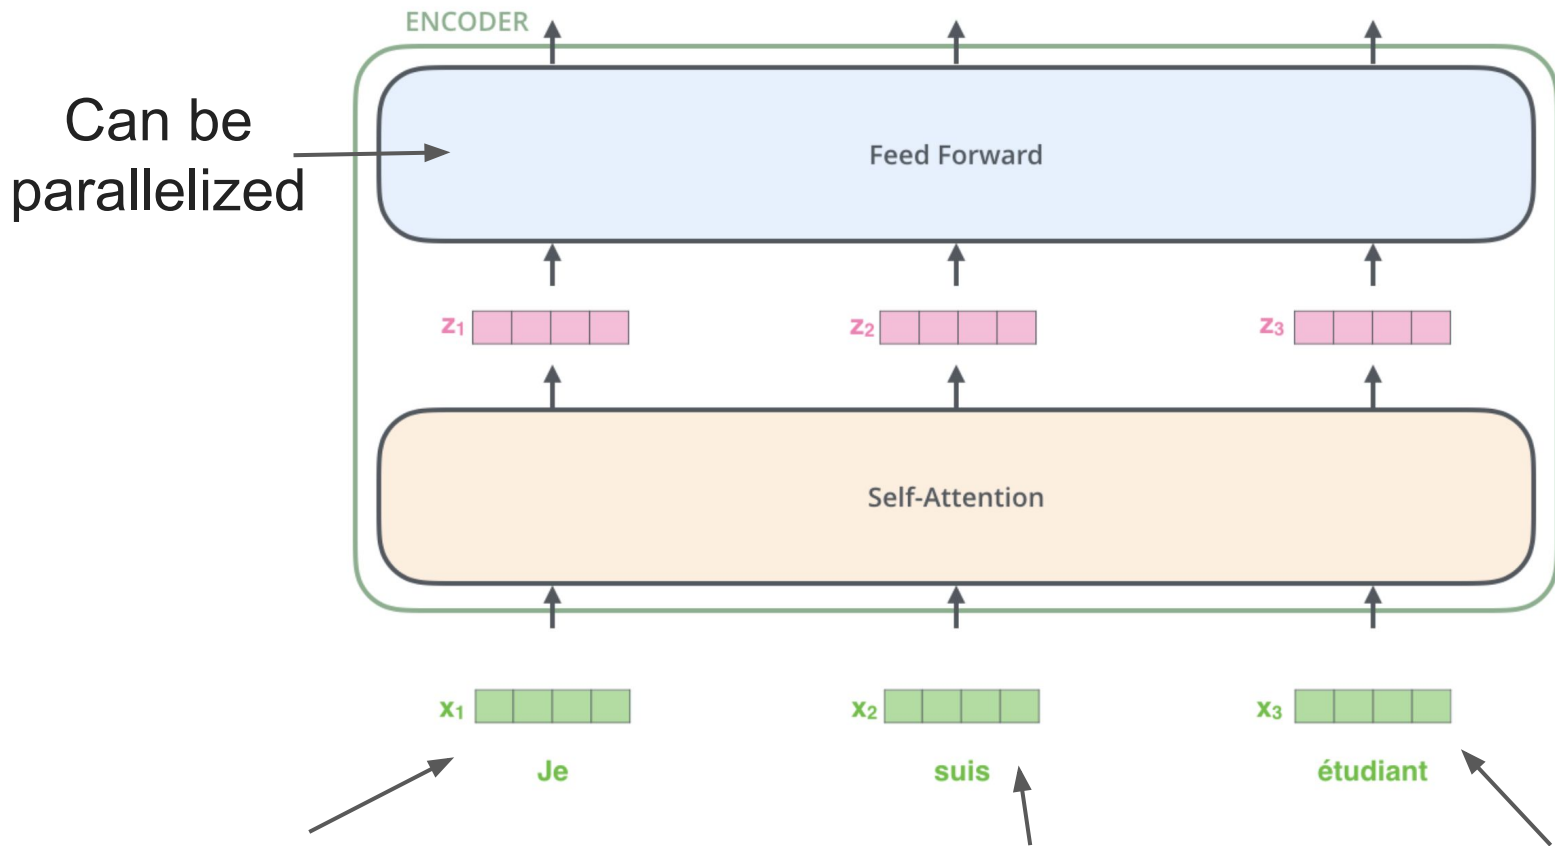 ENCODER
Can be
parallelized
Feed Forward
z₁ z₂ z₃
Self-Attention
x₁ x₂ x₃
Je suis étudiant